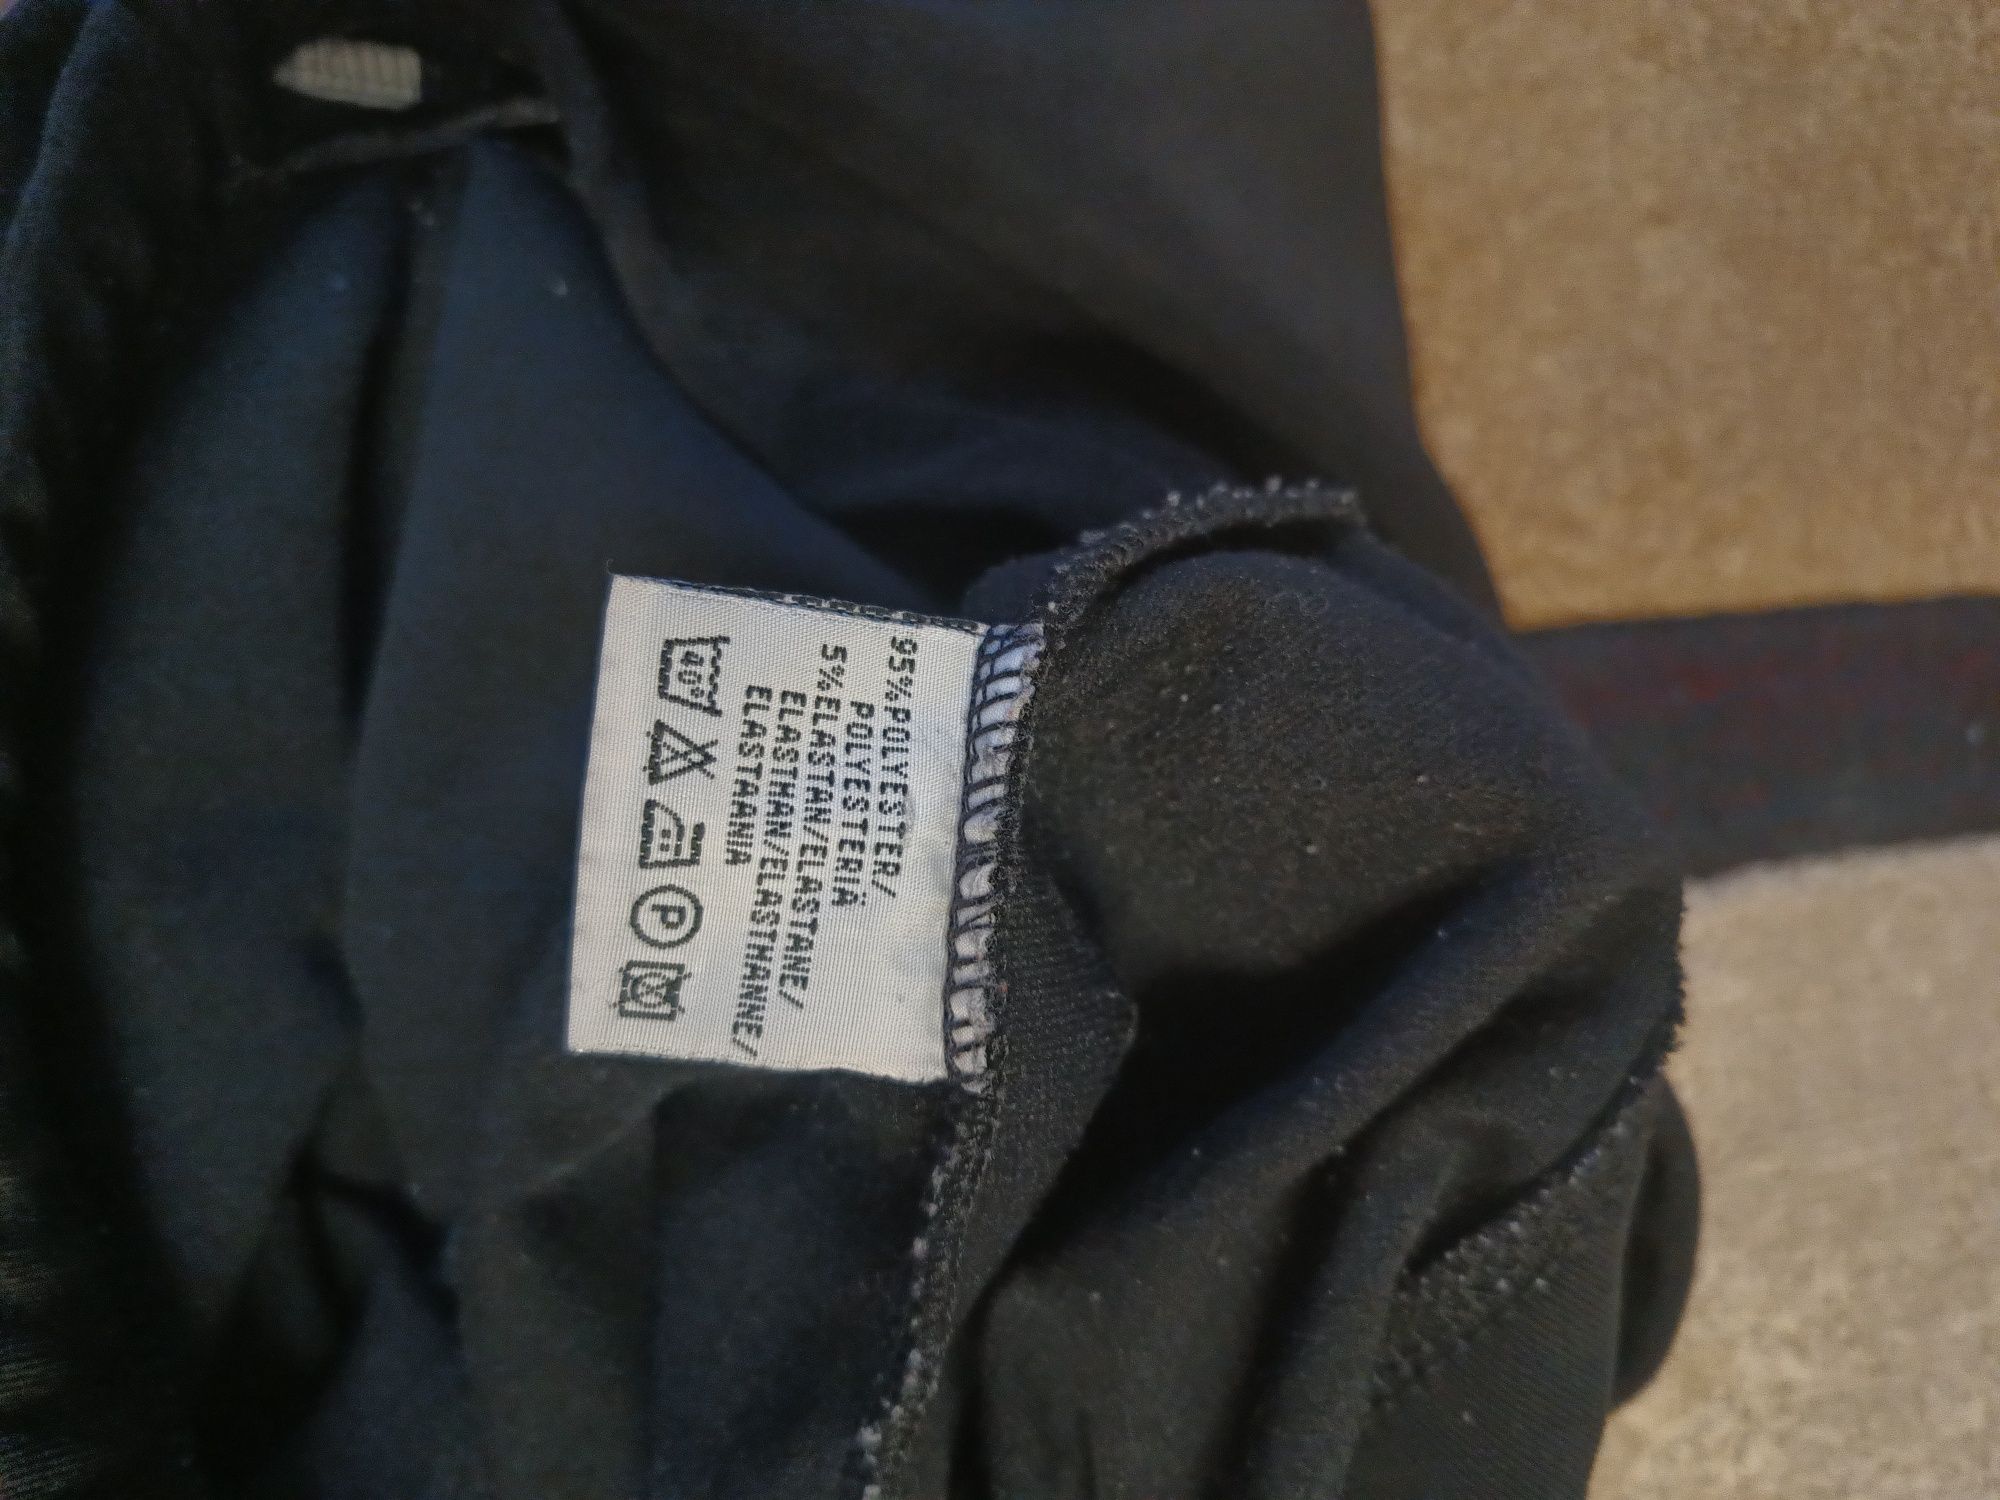 95%POLYESTER/
POLYESTERIÄ
5%ELASTAN/ELASTANE/
ELASTHAN/ELASTHANNE/
ELASTAANIA
40°
P